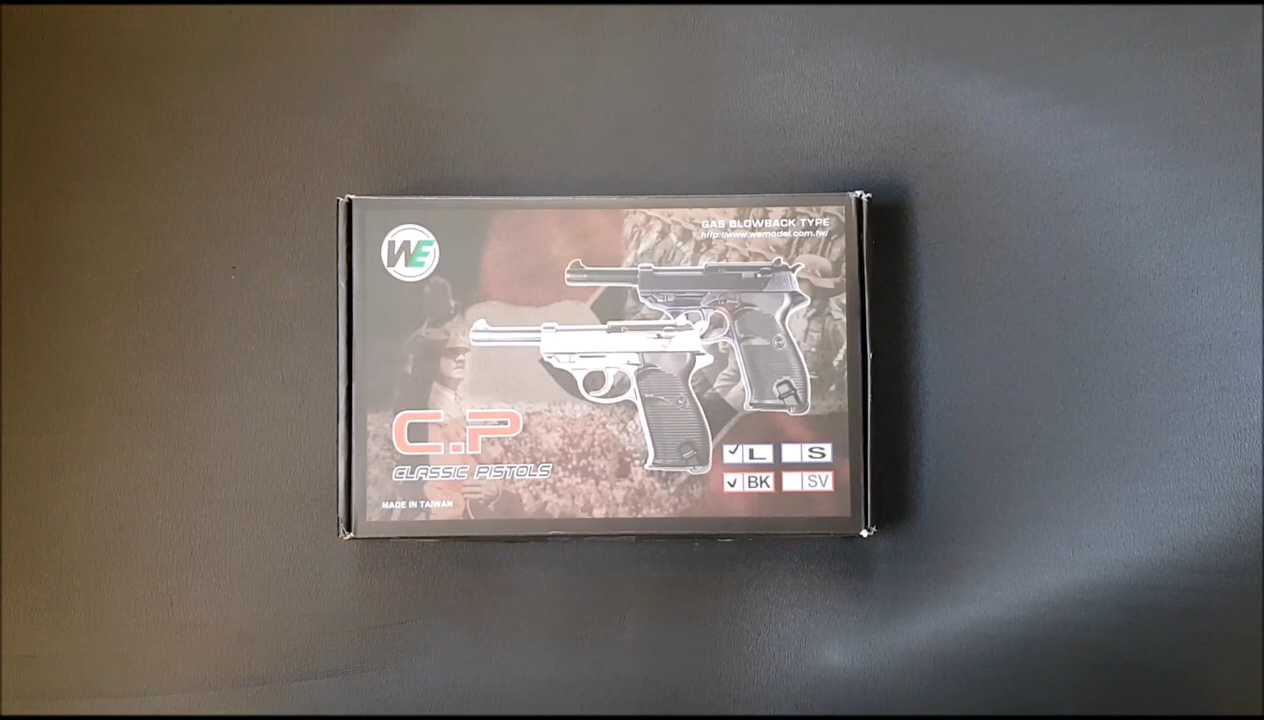 WE
GAS BLOWBACK TYPE
http://www.wemodel.com.tw/
C.P
CLASSIC PISTOLS
MADE IN TAIWAN
L S
BK SV